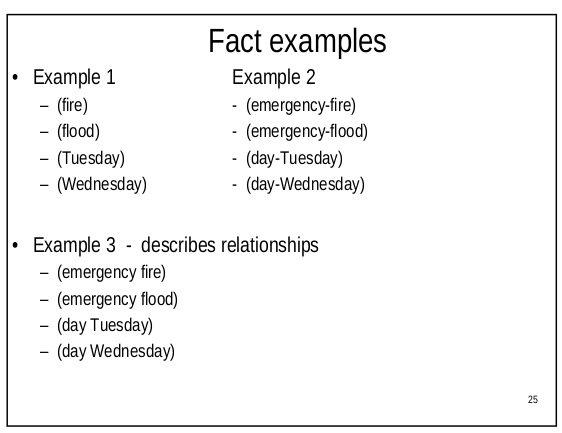 Fact examples
• Example 1 Example 2
– (fire) - (emergency-fire)
– (flood) - (emergency-flood)
– (Tuesday) - (day-Tuesday)
– (Wednesday) - (day-Wednesday)
• Example 3 - describes relationships
– (emergency fire)
– (emergency flood)
– (day Tuesday)
– (day Wednesday)
25